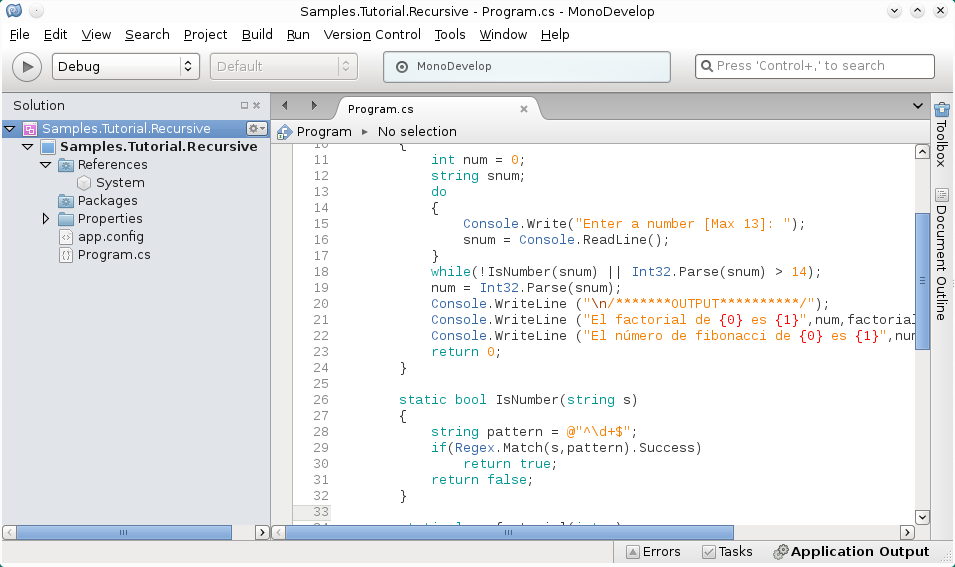 Samples.Tutorial.Recursive - Program.cs - MonoDevelop
File Edit View Search Project Build Run Version Control Tools Window Help
Debug Default MonoDevelop Press 'Control+,' to search
Solution
Samples.Tutorial.Recursive
Samples.Tutorial.Recursive
References
System
Packages
Properties
app.config
Program.cs
Program.cs
Program No selection
10 {
11 int num = 0;
12 string snum;
13 do
14 {
15 Console.Write("Enter a number [Max 13]: ");
16 snum = Console.ReadLine();
17 }
18 while(!IsNumber(snum) || Int32.Parse(snum) > 14);
19 num = Int32.Parse(snum);
20 Console.WriteLine ("\n/*******OUTPUT**********/");
21 Console.WriteLine ("El factorial de {0} es {1}",num,factorial
22 Console.WriteLine ("El número de fibonacci de {0} es {1}",num
23 return 0;
24 }
25
26 static bool IsNumber(string s)
27 {
28 string pattern = @"^\d+$";
29 if(Regex.Match(s,pattern).Success)
30 return true;
31 return false;
32 }
33
Toolbox
Document Outline
Errors Tasks Application Output